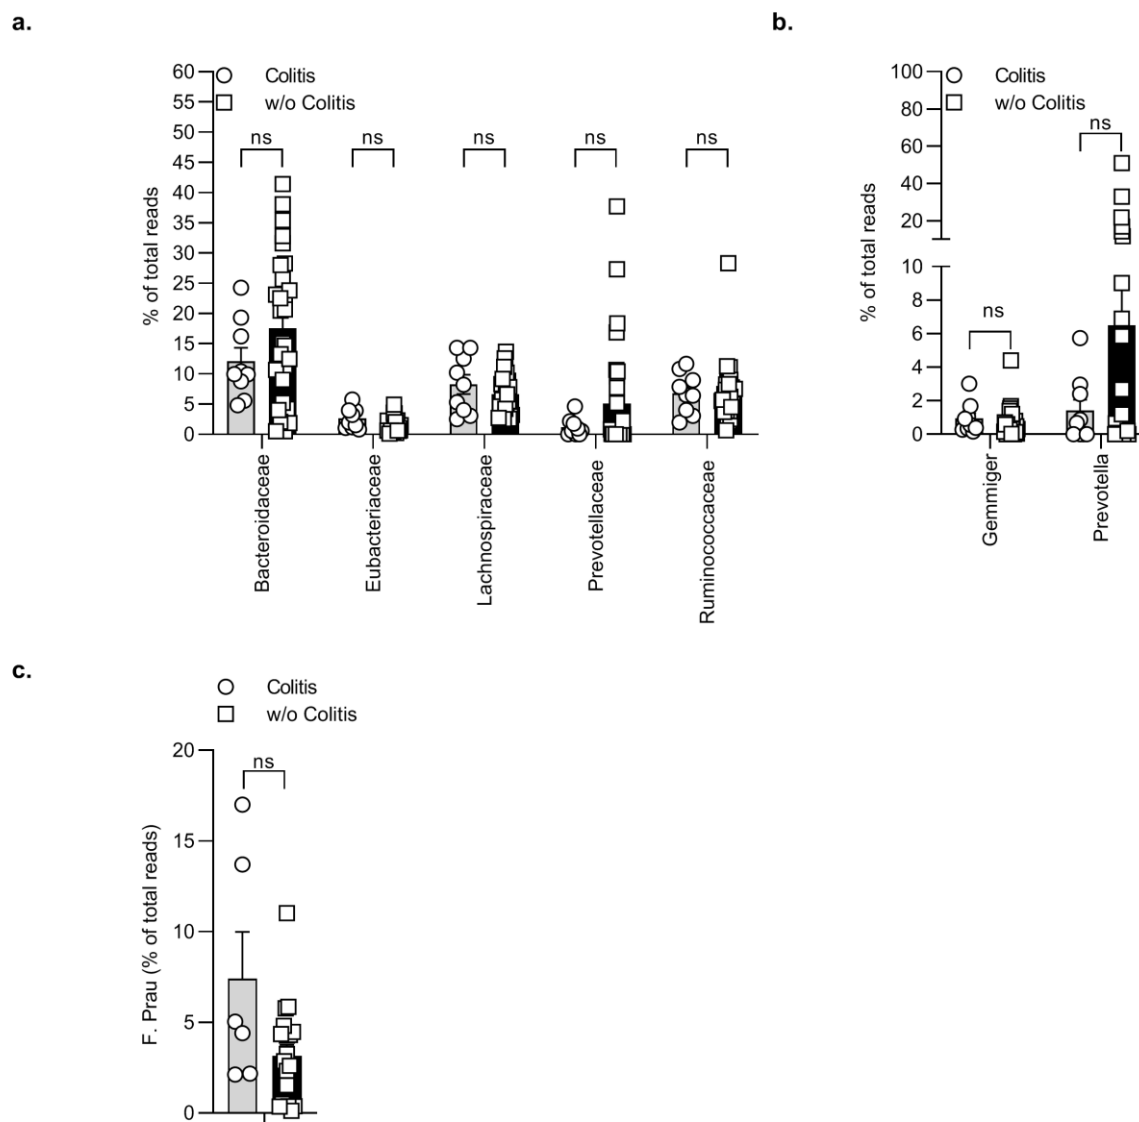 a.
60
55
50
45
40
35
30
25
20
15
10
5
0
% of total reads
Colitis
w/o Colitis
ns
ns
ns
ns
ns
Bacteroidaceae
Eubacteriaceae
Lachnospiraceae
Prevotellaceae
Ruminococcaceae
b.
100
80
60
40
20
10
8
6
4
2
0
% of total reads
Colitis
w/o Colitis
ns
ns
Gemmiger
Prevotella
c.
Colitis
w/o Colitis
20
15
10
5
0
F. Prau (% of total reads)
ns